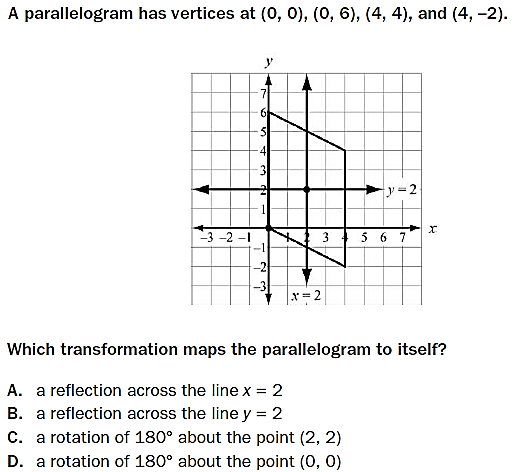 A parallelogram has vertices at (0, 0), (0, 6), (4, 4), and (4, –2).
y
7
6
5
4
3
2
y = 2
1
x
–3 –2 –1 1 2 3 4 5 6 7
–1
–2
–3
x = 2
Which transformation maps the parallelogram to itself?
A. a reflection across the line x = 2
B. a reflection across the line y = 2
C. a rotation of 180° about the point (2, 2)
D. a rotation of 180° about the point (0, 0)